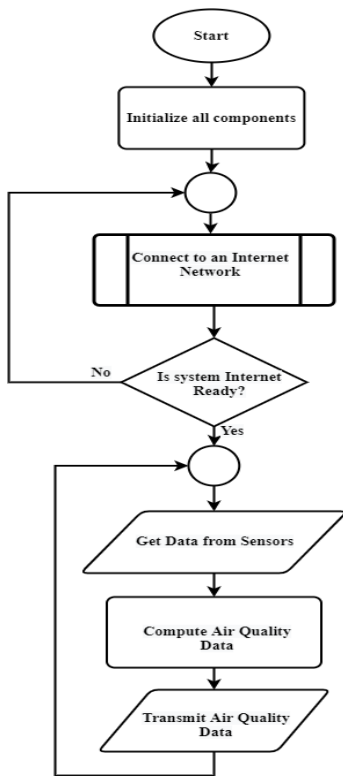 Start
Initialize all components
Connect to an Internet
Network
No
Is system Internet
Ready?
Yes
Get Data from Sensors
Compute Air Quality
Data
Transmit Air Quality
Data